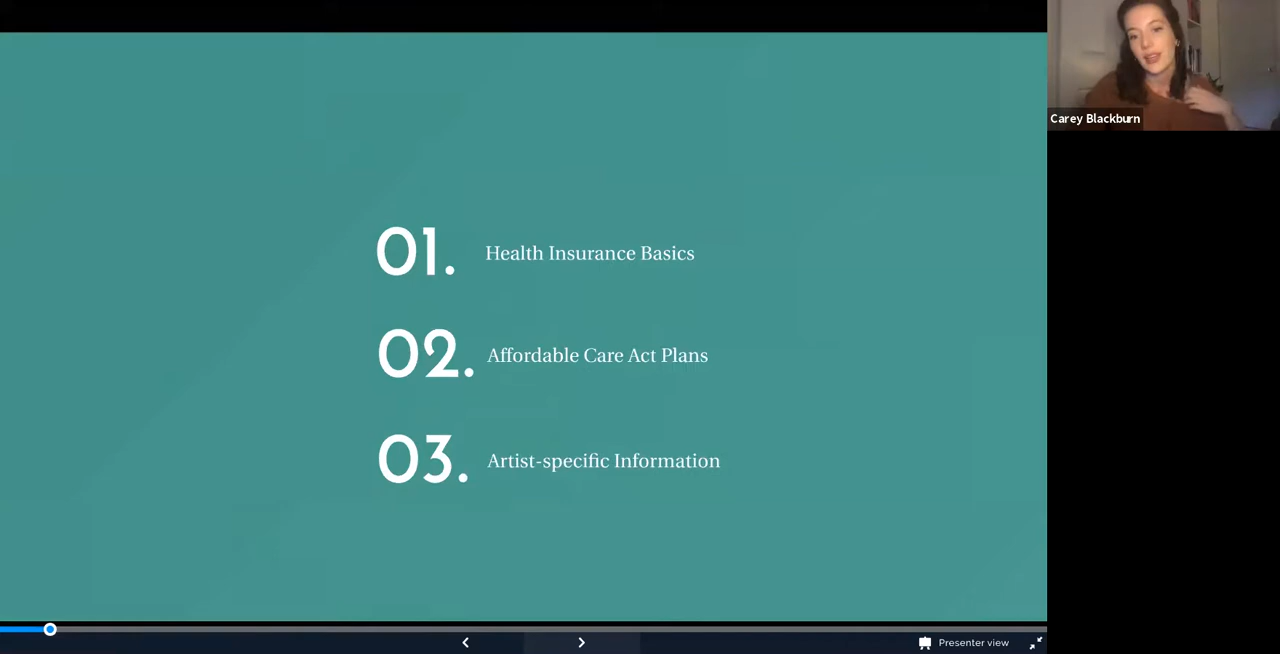 Carey Blackburn
01. Health Insurance Basics
02. Affordable Care Act Plans
03. Artist-specific Information
Presenter view